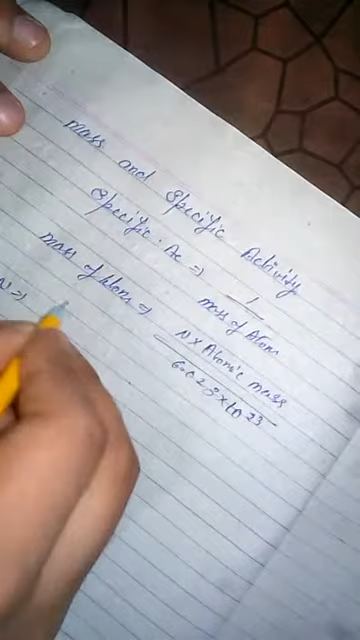 Mass and Specific Activity
Specific. Ac => 1
mass of Atom
mass of Atom => N x Atomic mass
6.023 x 10 23
N =>